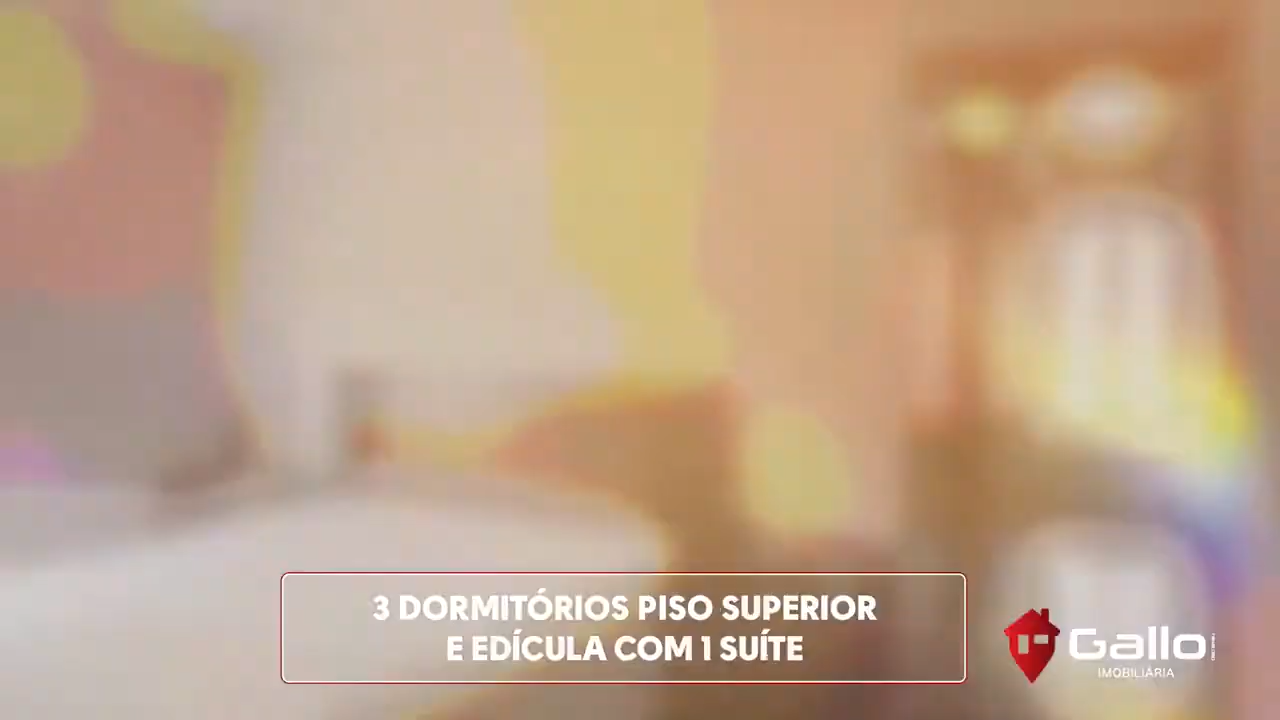 3 DORMITÓRIOS PISO SUPERIOR
E EDÍCULA COM 1 SUÍTE
Gallo
IMOBILIÁRIA